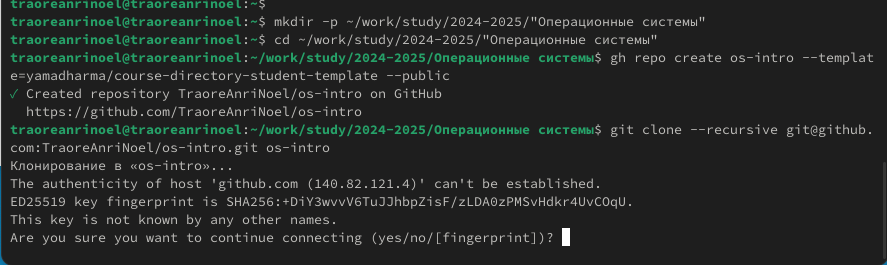 traoreanrinoel@traoreanrinoel:~$
traoreanrinoel@traoreanrinoel:~$ mkdir -p ~/work/study/2024-2025/"Операционные системы"
traoreanrinoel@traoreanrinoel:~$ cd ~/work/study/2024-2025/"Операционные системы"
traoreanrinoel@traoreanrinoel:~/work/study/2024-2025/Операционные системы$ gh repo create os-intro --templat
e=yamadharma/course-directory-student-template --public
✓ Created repository TraoreAnriNoel/os-intro on GitHub
https://github.com/TraoreAnriNoel/os-intro
traoreanrinoel@traoreanrinoel:~/work/study/2024-2025/Операционные системы$ git clone --recursive git@github.
com:TraoreAnriNoel/os-intro.git os-intro
Клонирование в «os-intro»...
The authenticity of host 'github.com (140.82.121.4)' can't be established.
ED25519 key fingerprint is SHA256:+DiY3wvvV6TuJJhbpZisF/zLDA0zPMSvHdkr4UvCOqU.
This key is not known by any other names.
Are you sure you want to continue connecting (yes/no/[fingerprint])?